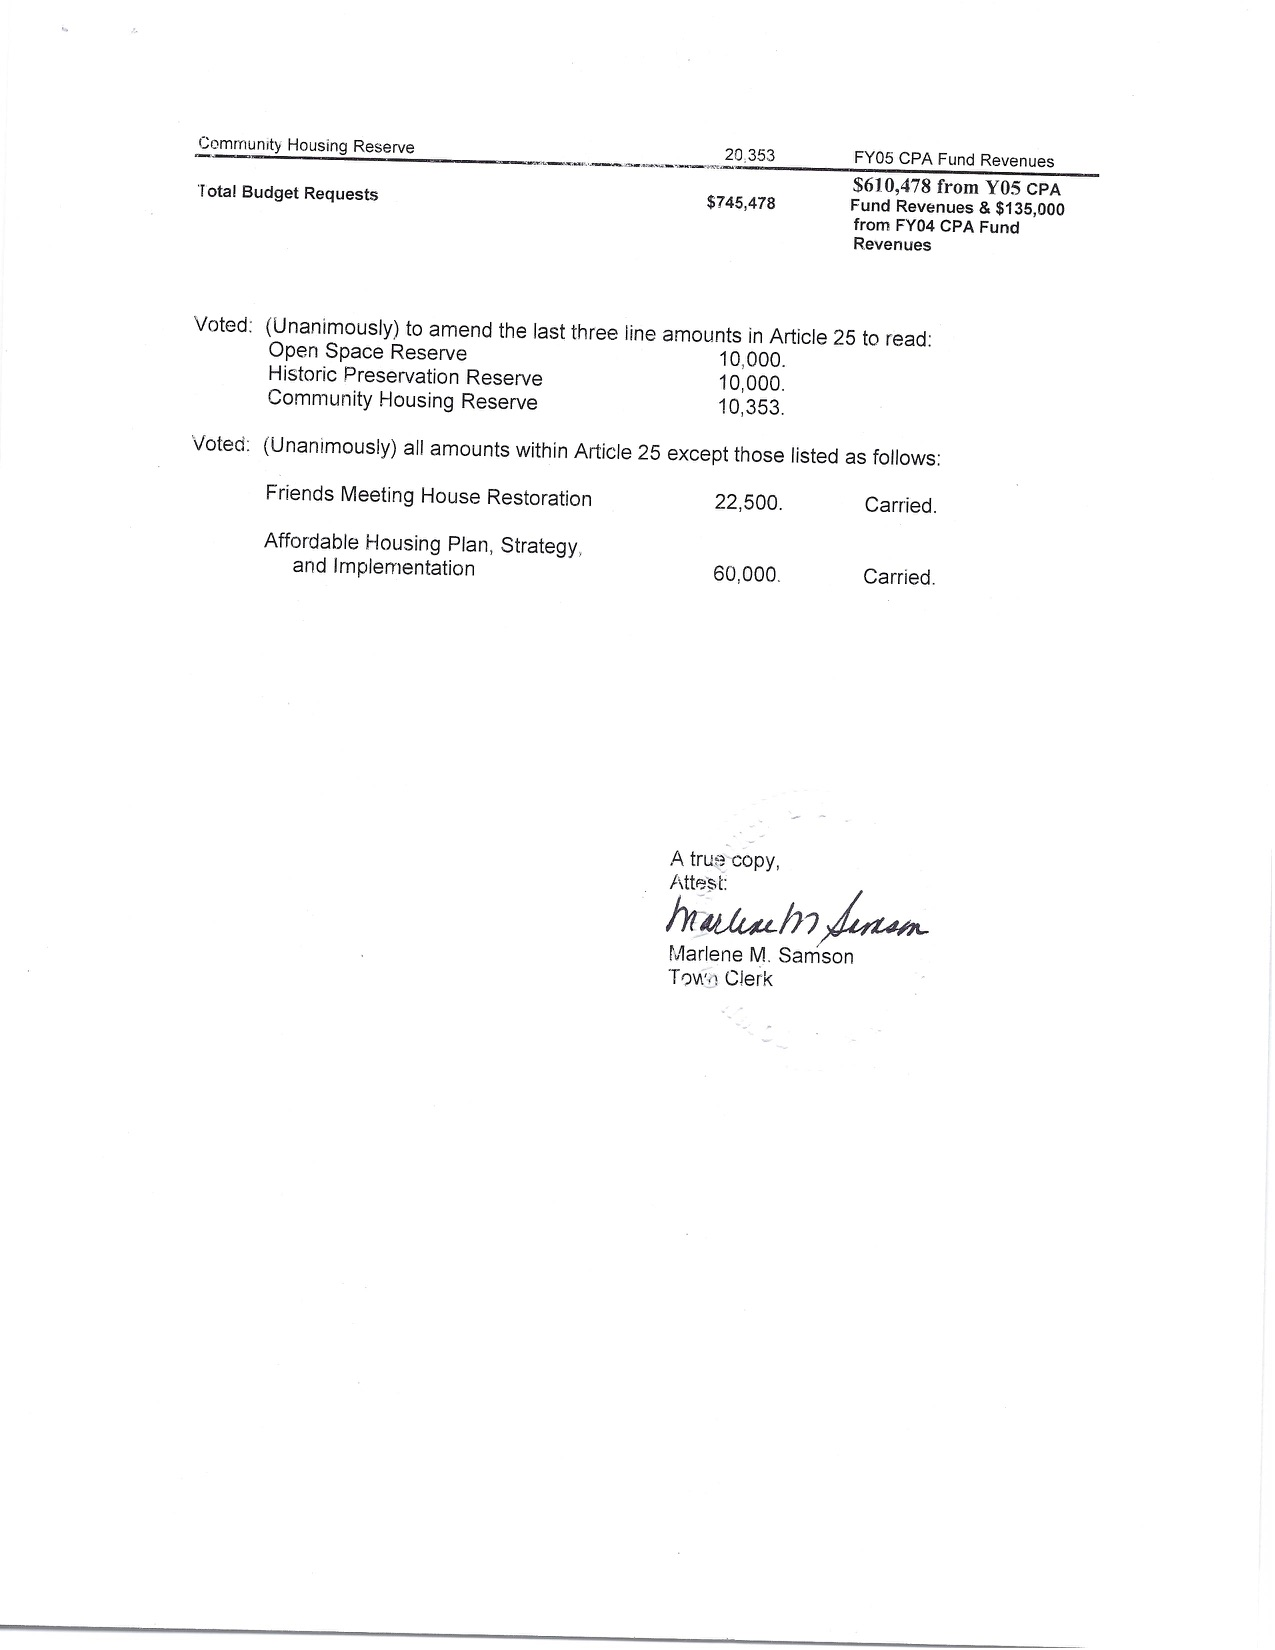 Community Housing Reserve 20,353 FY05 CPA Fund Revenues
Total Budget Requests $745,478 $610,478 from Y05 CPA
Fund Revenues & $135,000
from FY04 CPA Fund
Revenues
Voted: (Unanimously) to amend the last three line amounts in Article 25 to read:
Open Space Reserve 10,000.
Historic Preservation Reserve 10,000.
Community Housing Reserve 10,353.
Voted: (Unanimously) all amounts within Article 25 except those listed as follows:
Friends Meeting House Restoration 22,500. Carried.
Affordable Housing Plan, Strategy,
and Implementation 60,000. Carried.
A true copy,
Attest:
Marlene M Samson
Marlene M. Samson
Town Clerk